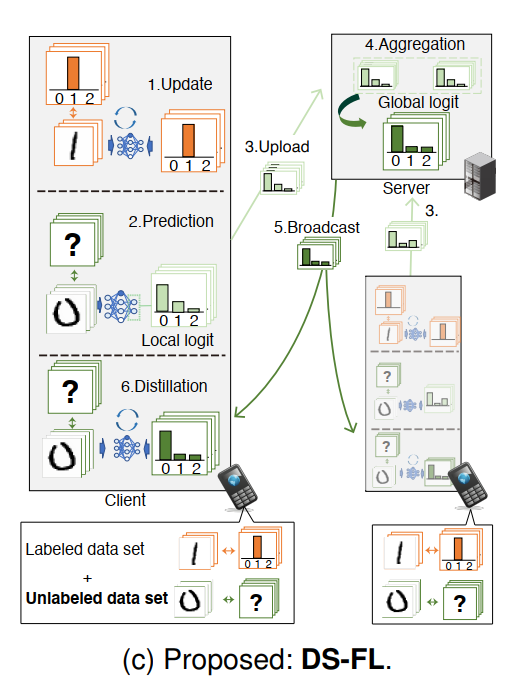 1.Update
0 1 2
0 1 2
2.Prediction
?
0 1 2
Local logit
6.Distillation
?
0 1 2
Client
3.Upload
4.Aggregation
Global logit
0 1 2
Server
5.Broadcast
3.
?
?
Labeled data set
0 1 2
+
Unlabeled data set
?
0 1 2
?
(c) Proposed: DS-FL.